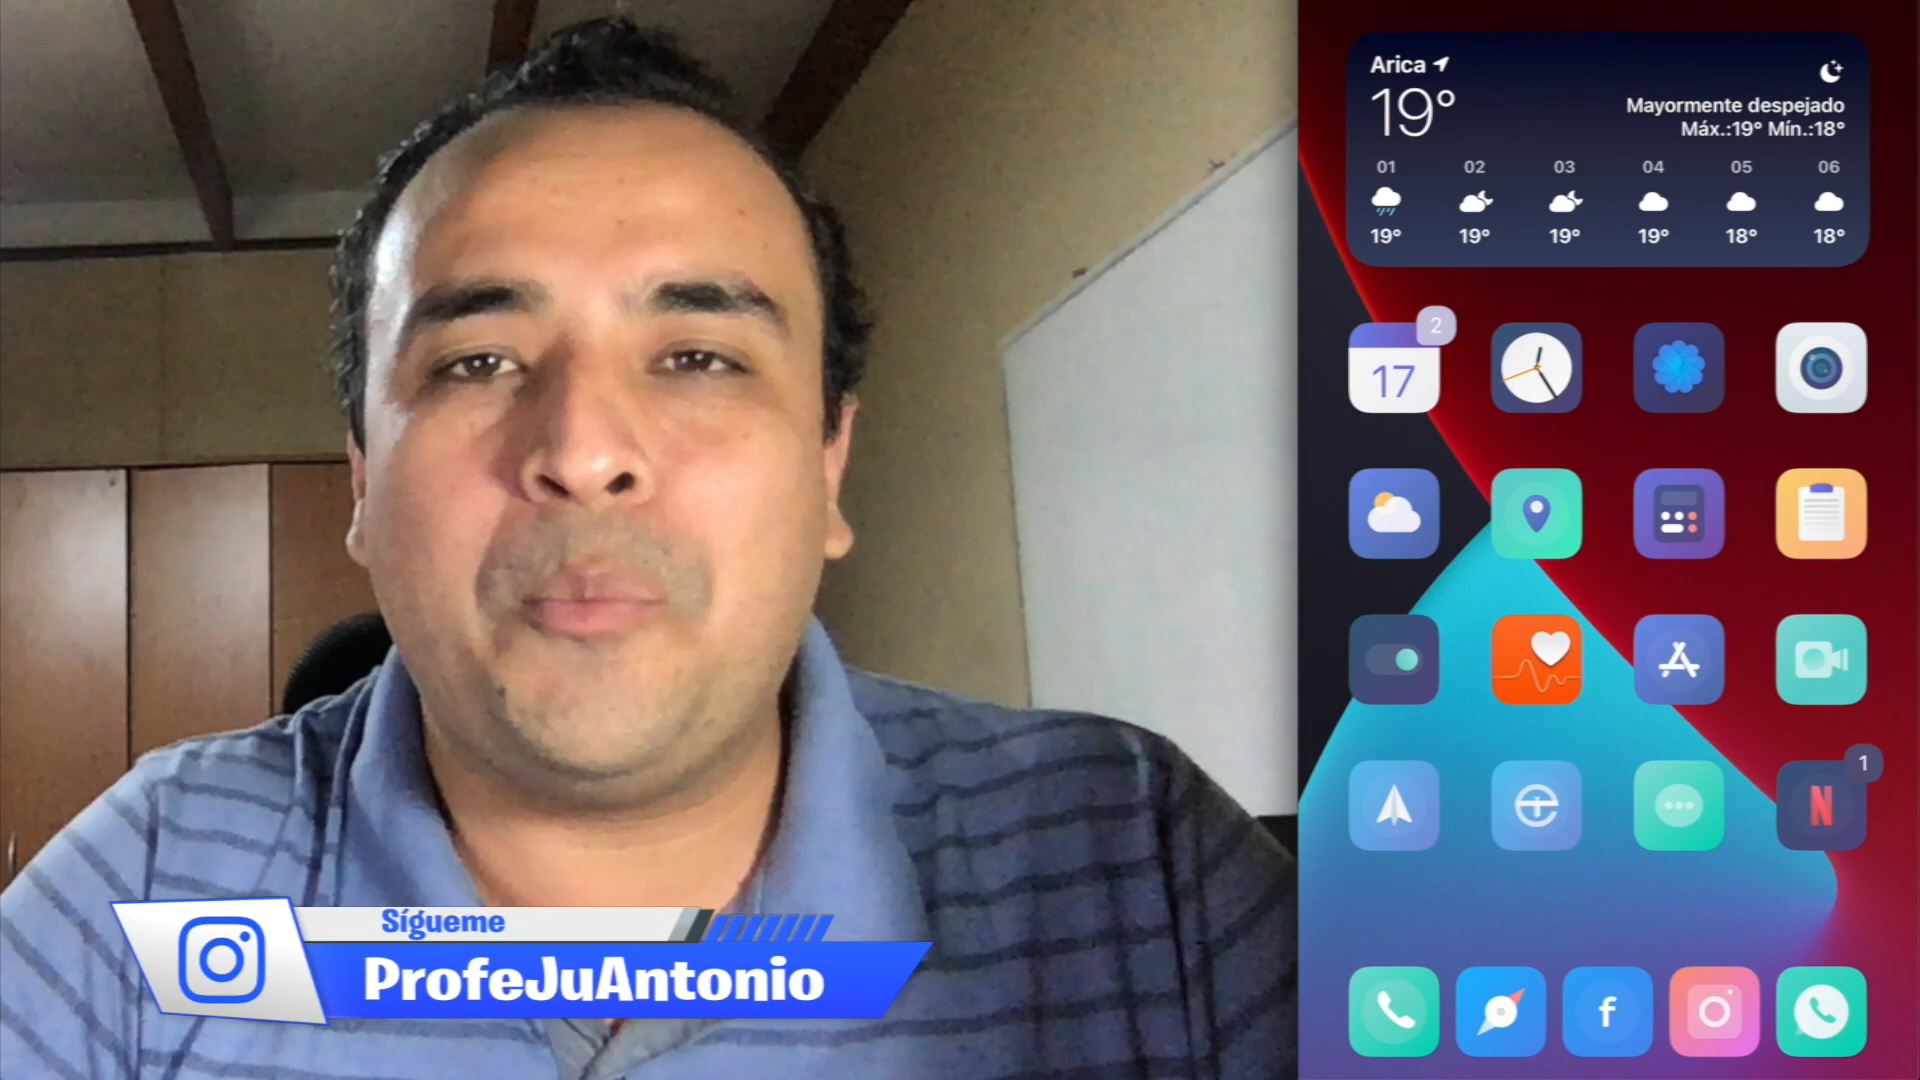 Arica
19°
Mayormente despejado
Máx.:19° Mín.:18°
01 02 03 04 05 06
19° 19° 19° 19° 18° 18°
2
17
1
N
f
Sígueme
ProfeJuAntonio